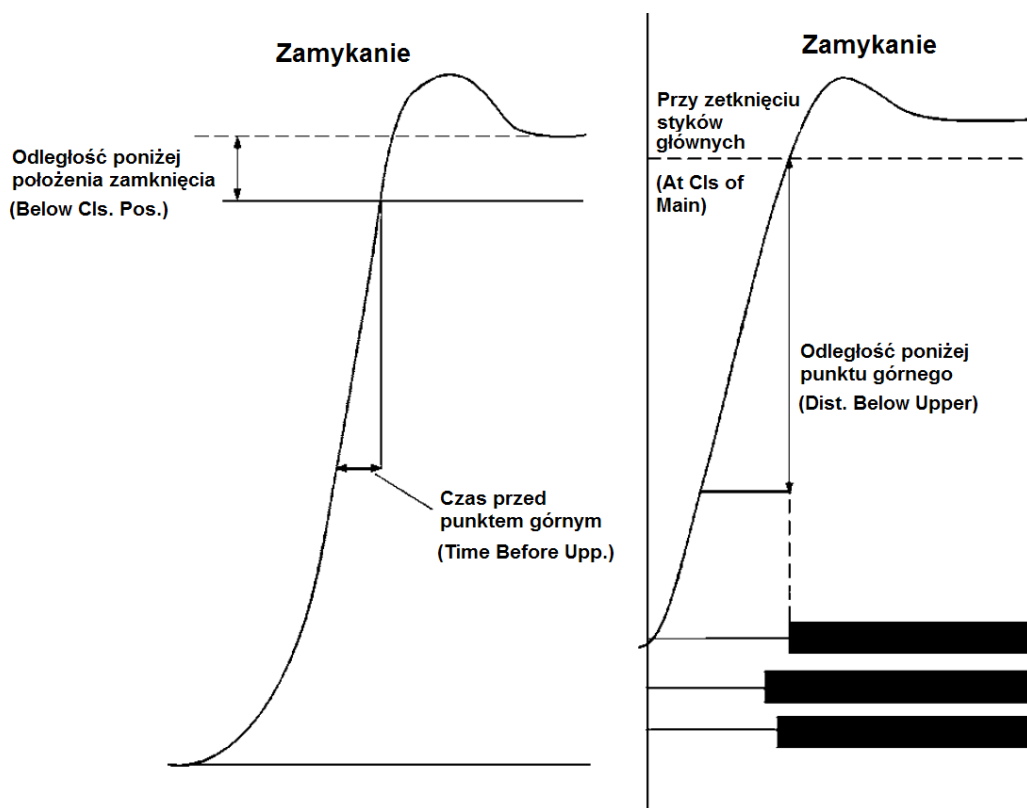 Zamykanie
Odległość poniżej
położenia zamknięcia
(Below Cls. Pos.)
Czas przed
punktem górnym
(Time Before Upp.)
Zamykanie
Przy zetknięciu
styków
głównych
(At Cls of
Main)
Odległość poniżej
punktu górnego
(Dist. Below Upper)